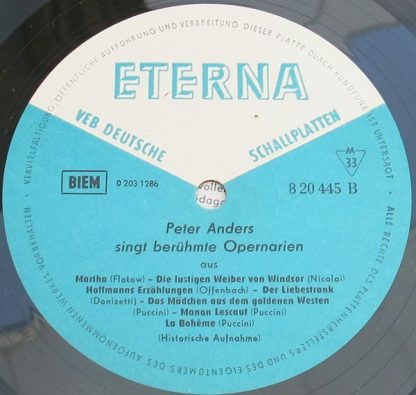 · VERVIELFÄLTIGUNG, ÖFFENTLICHE AUFFÜHRUNG UND VERBREITUNG DIESER PLATTE DURCH RUNDFUNK IST UNTERSAGT · ALLE RECHTE DES PLATTENHERSTELLERS UND DES EIGENTÜMERS DES AUFGENOMMENEN WERKES VORBEHALTEN
ETERNA
VEB DEUTSCHE SCHALLPLATTEN
M
33
BIEM
0 203 1286
8 20 445 B
Peter Anders
singt berühmte Opernarien
aus
Martha (Flotow) – Die lustigen Weiber von Windsor (Nicolai)
Hoffmanns Erzählungen (Offenbach) – Der Liebestrank
(Donizetti) – Das Mädchen aus dem goldenen Westen
(Puccini) – Manon Lescaut (Puccini)
La Bohème (Puccini)
(Historische Aufnahme)